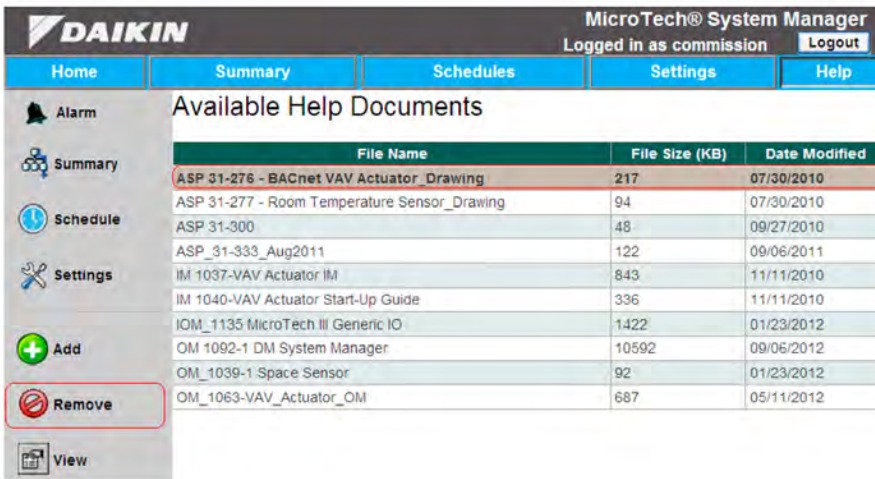 DAIKIN
MicroTech® System Manager
Logged in as commission Logout
Home Summary Schedules Settings Help
Alarm
Summary
Schedule
Settings
Add
Remove
View
Available Help Documents
File Name File Size (KB) Date Modified
ASP 31-276 - BACnet VAV Actuator_Drawing 217 07/30/2010
ASP 31-277 - Room Temperature Sensor_Drawing 94 07/30/2010
ASP 31-300 48 09/27/2010
ASP_31-333_Aug2011 122 09/06/2011
IM 1037-VAV Actuator IM 843 11/11/2010
IM 1040-VAV Actuator Start-Up Guide 336 11/11/2010
IOM_1135 MicroTech III Generic IO 1422 01/23/2012
OM 1092-1 DM System Manager 10592 09/06/2012
OM_1039-1 Space Sensor 92 01/23/2012
OM_1063-VAV_Actuator_OM 687 05/11/2012